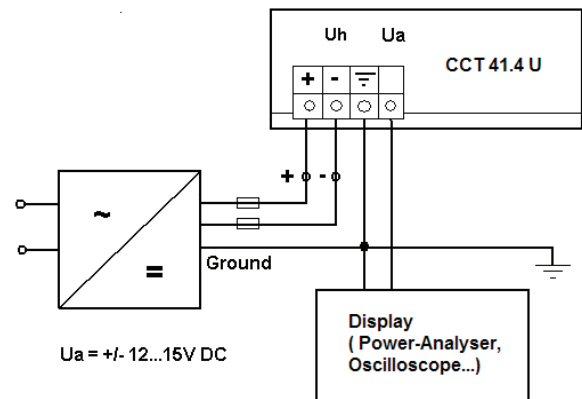 Uh Ua
CCT 41.4 U
+ -
+ -
~
=
Ground
Display
( Power-Analyser,
Oscilloscope...)
Ua = +/- 12...15V DC